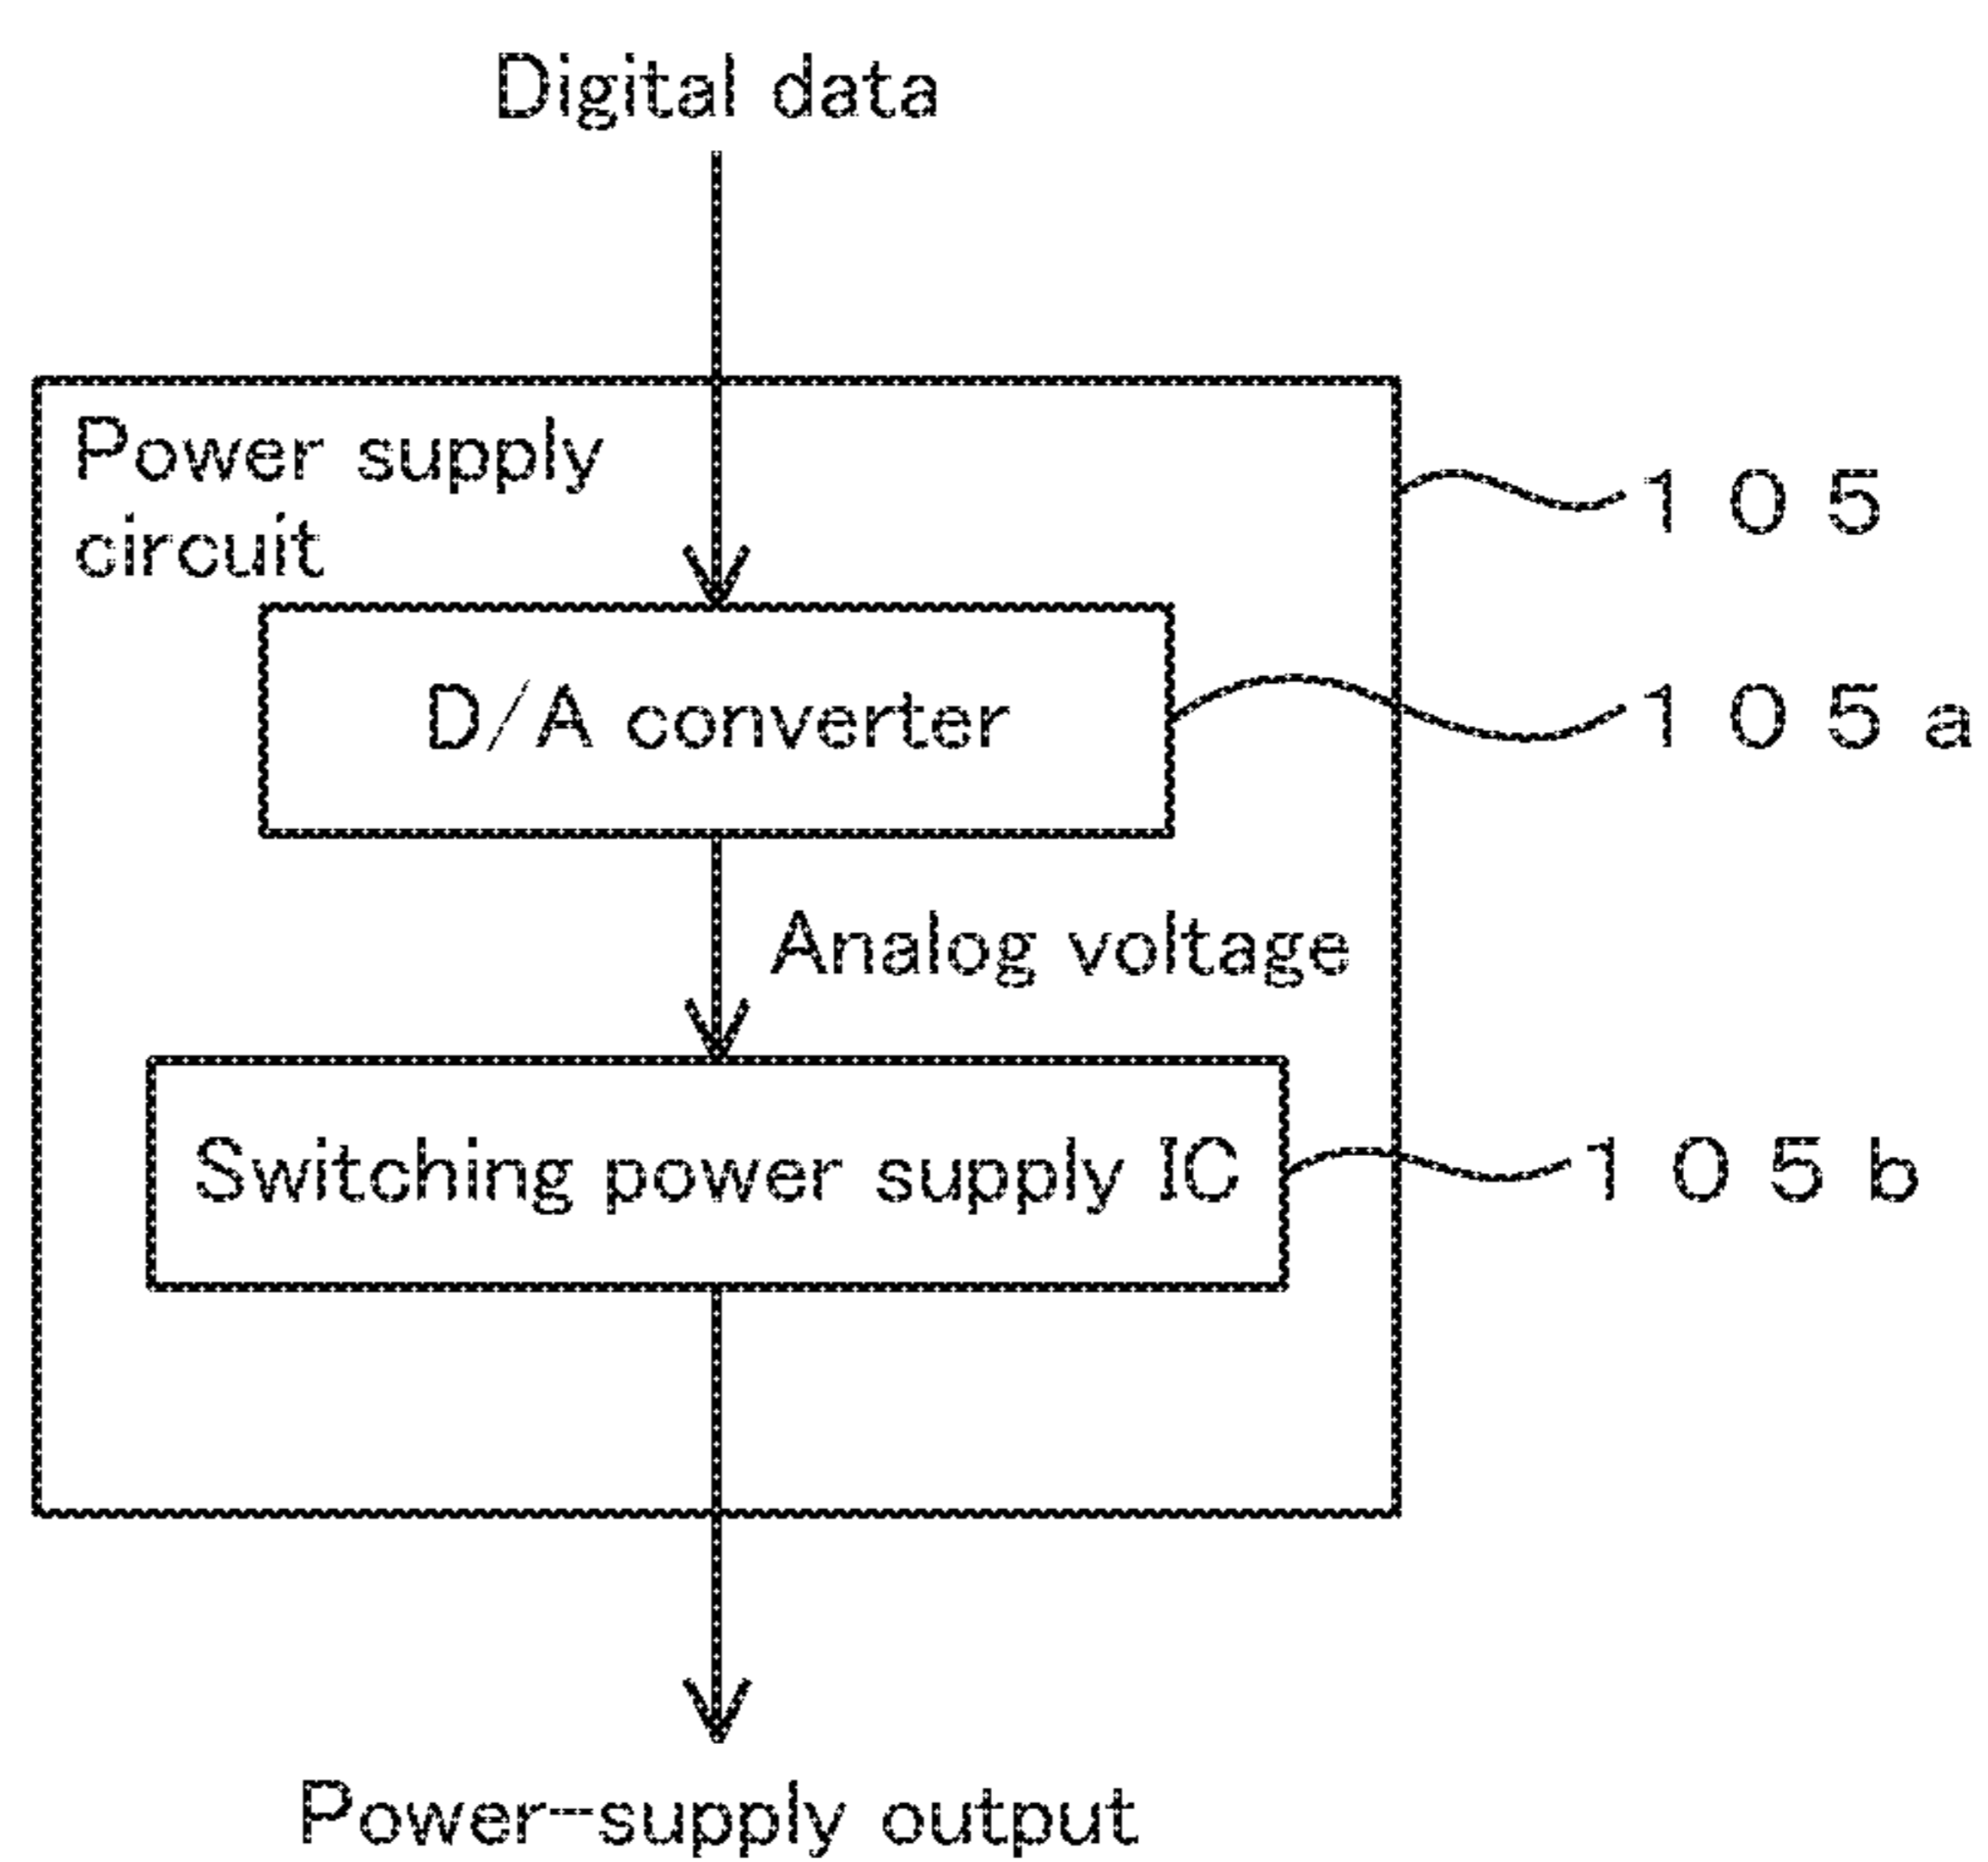 Digital data
Power supply
circuit
105
D/A converter
105a
Analog voltage
Switching power supply IC
105b
Power-supply output